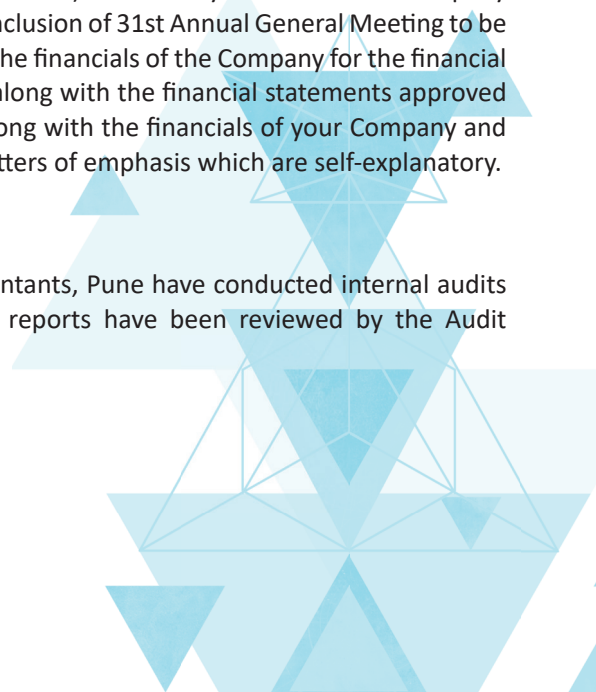 nclusion of 31st Annual General Meeting to be
he financials of the Company for the financial
along with the financial statements approved
ong with the financials of your Company and
tters of emphasis which are self-explanatory.
ntants, Pune have conducted internal audits
reports have been reviewed by the Audit